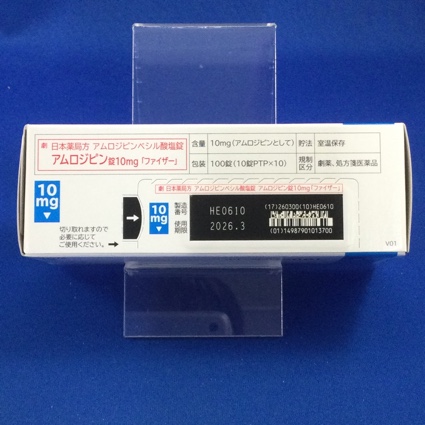 劇 日本薬局方 アムロジピンベシル酸塩錠
アムロジピン錠10mg「ファイザー」
含量 10mg(アムロジピンとして) 貯法 室温保存
包装 100錠(10錠PTP×10) 規制区分 劇薬、処方箋医薬品
10mg
切り取れますので
必要に応じて
ご使用ください。
劇 日本薬局方 アムロジピンベシル酸塩錠 アムロジピン錠10mg「ファイザー」
10mg
製造番号 HE0610
使用期限 2026.3
(17)260300(10)HE0610
(01)14987901013700
V01